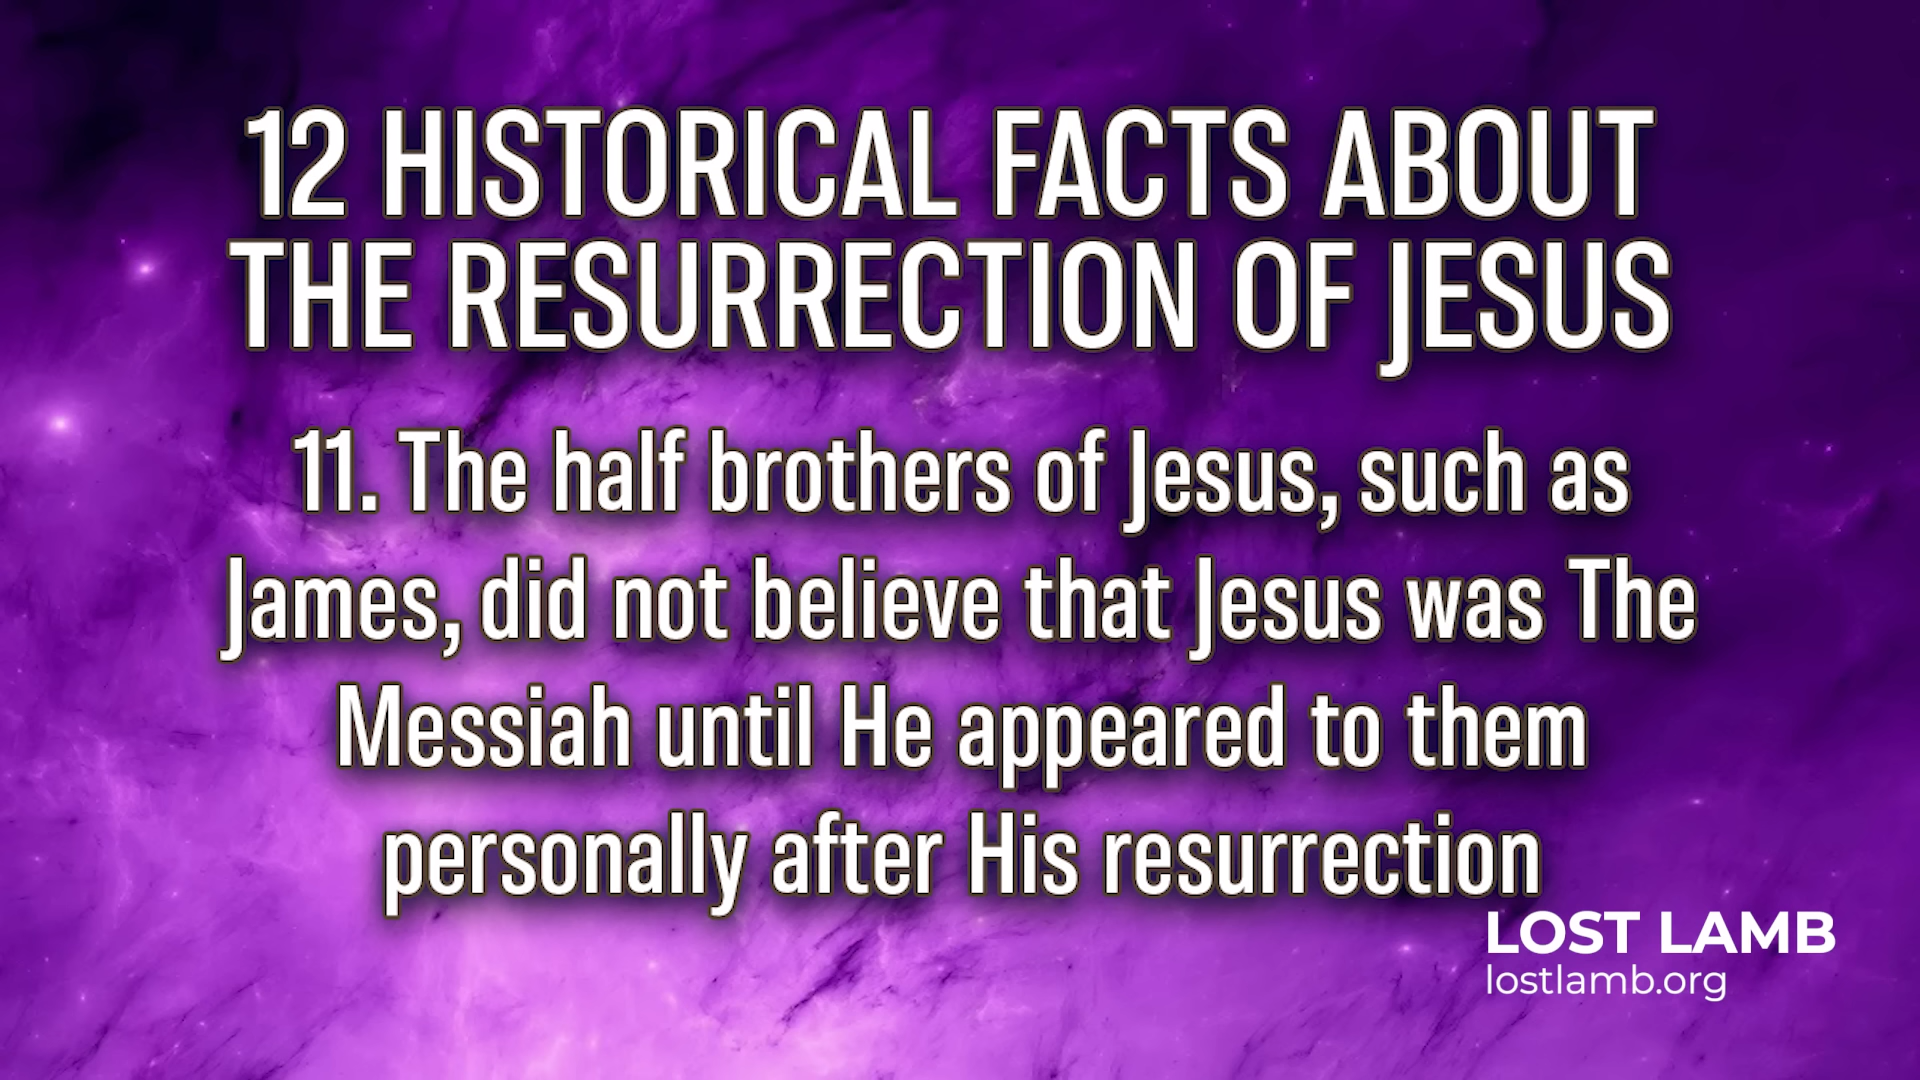 12 HISTORICAL FACTS ABOUT
THE RESURRECTION OF JESUS
11. The half brothers of Jesus, such as
James, did not believe that Jesus was The
Messiah until He appeared to them
personally after His resurrection
LOST LAMB
lostlamb.org